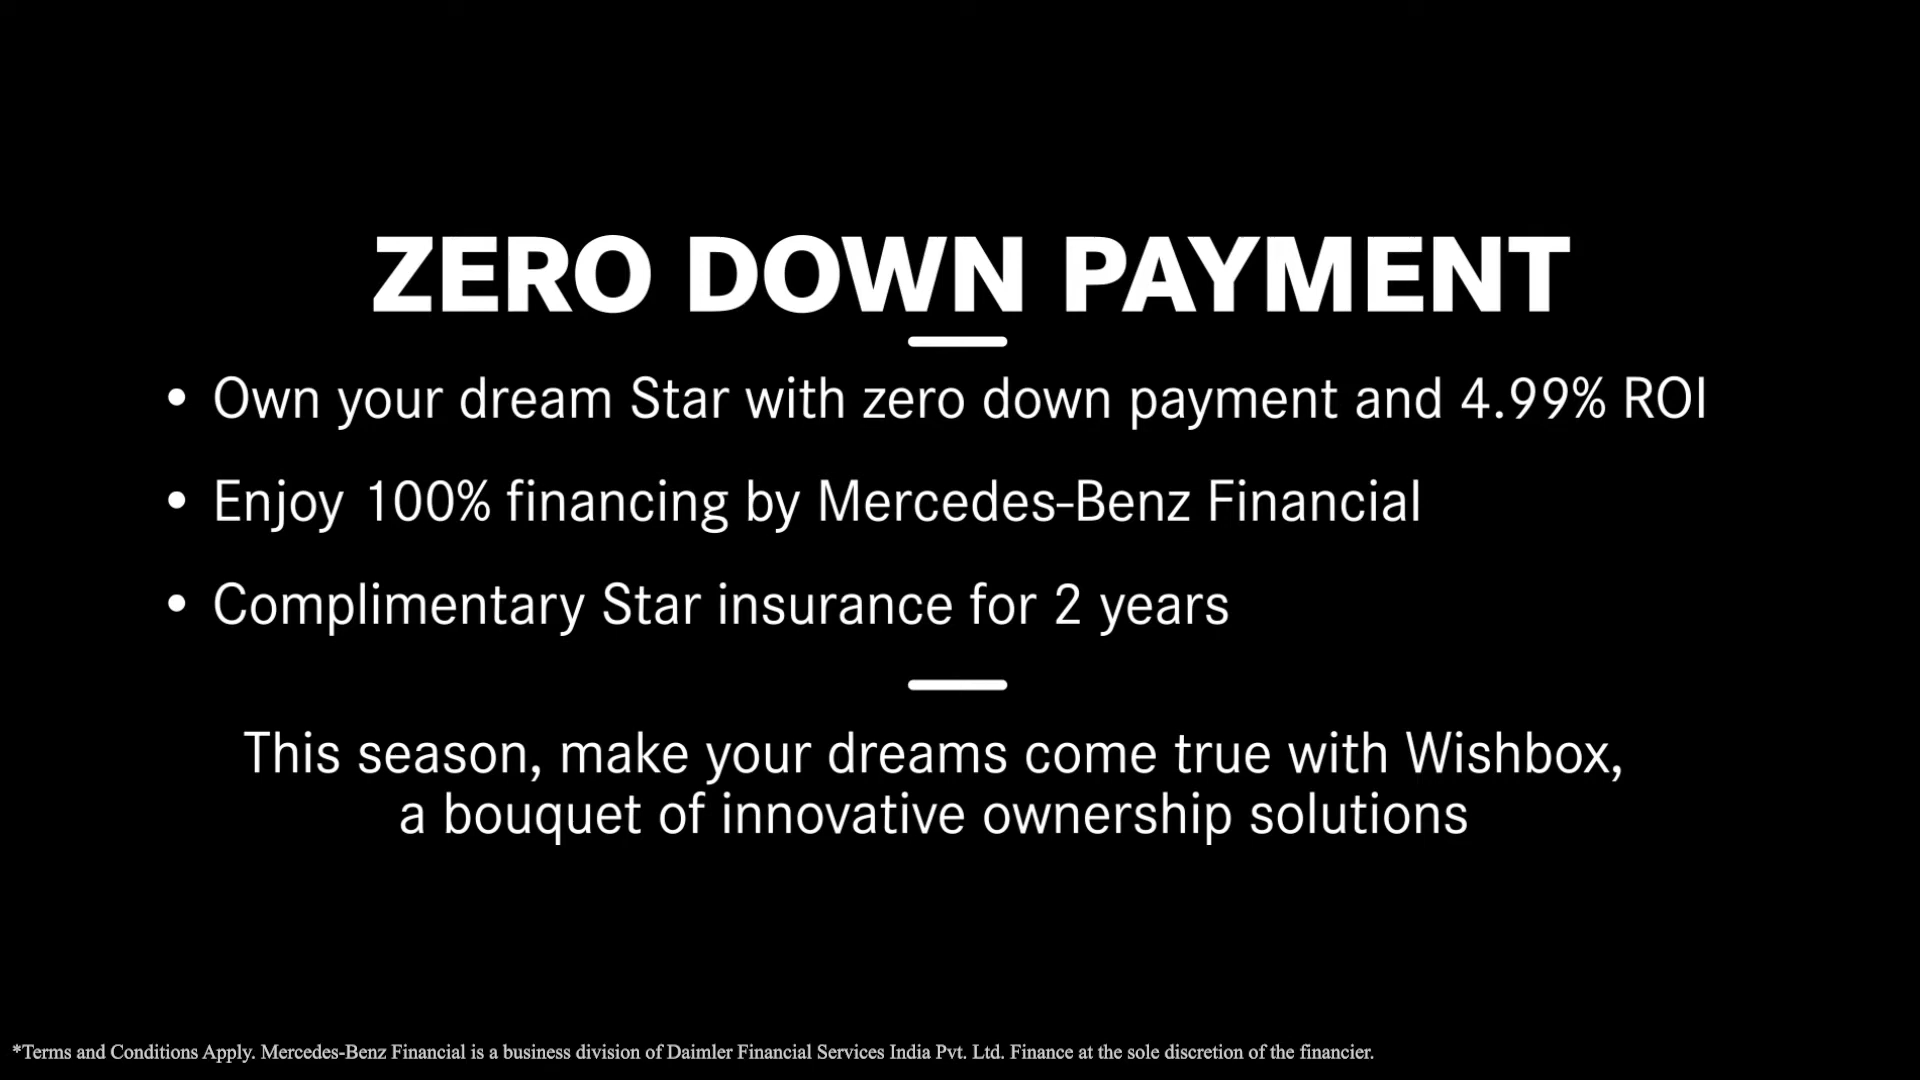 ZERO DOWN PAYMENT
• Own your dream Star with zero down payment and 4.99% ROI
• Enjoy 100% financing by Mercedes-Benz Financial
• Complimentary Star insurance for 2 years
This season, make your dreams come true with Wishbox,
a bouquet of innovative ownership solutions
*Terms and Conditions Apply. Mercedes-Benz Financial is a business division of Daimler Financial Services India Pvt. Ltd. Finance at the sole discretion of the financier.